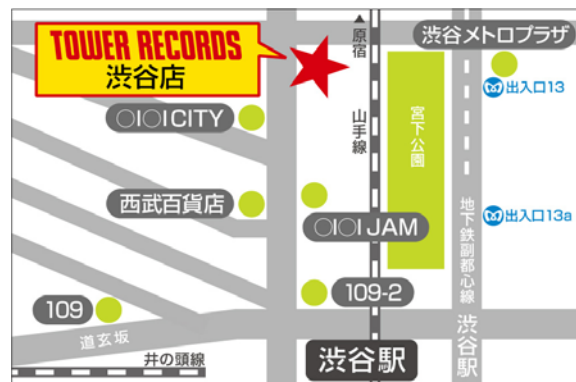 TOWER RECORDS
渋谷店
▲原宿
渋谷メトロプラザ
出入口13
○I○I CITY
山手線
宮下公園
西武百貨店
地下鉄副都心線
出入口13a
○I○I JAM
109-2
109
道玄坂
井の頭線
渋谷駅
渋谷駅